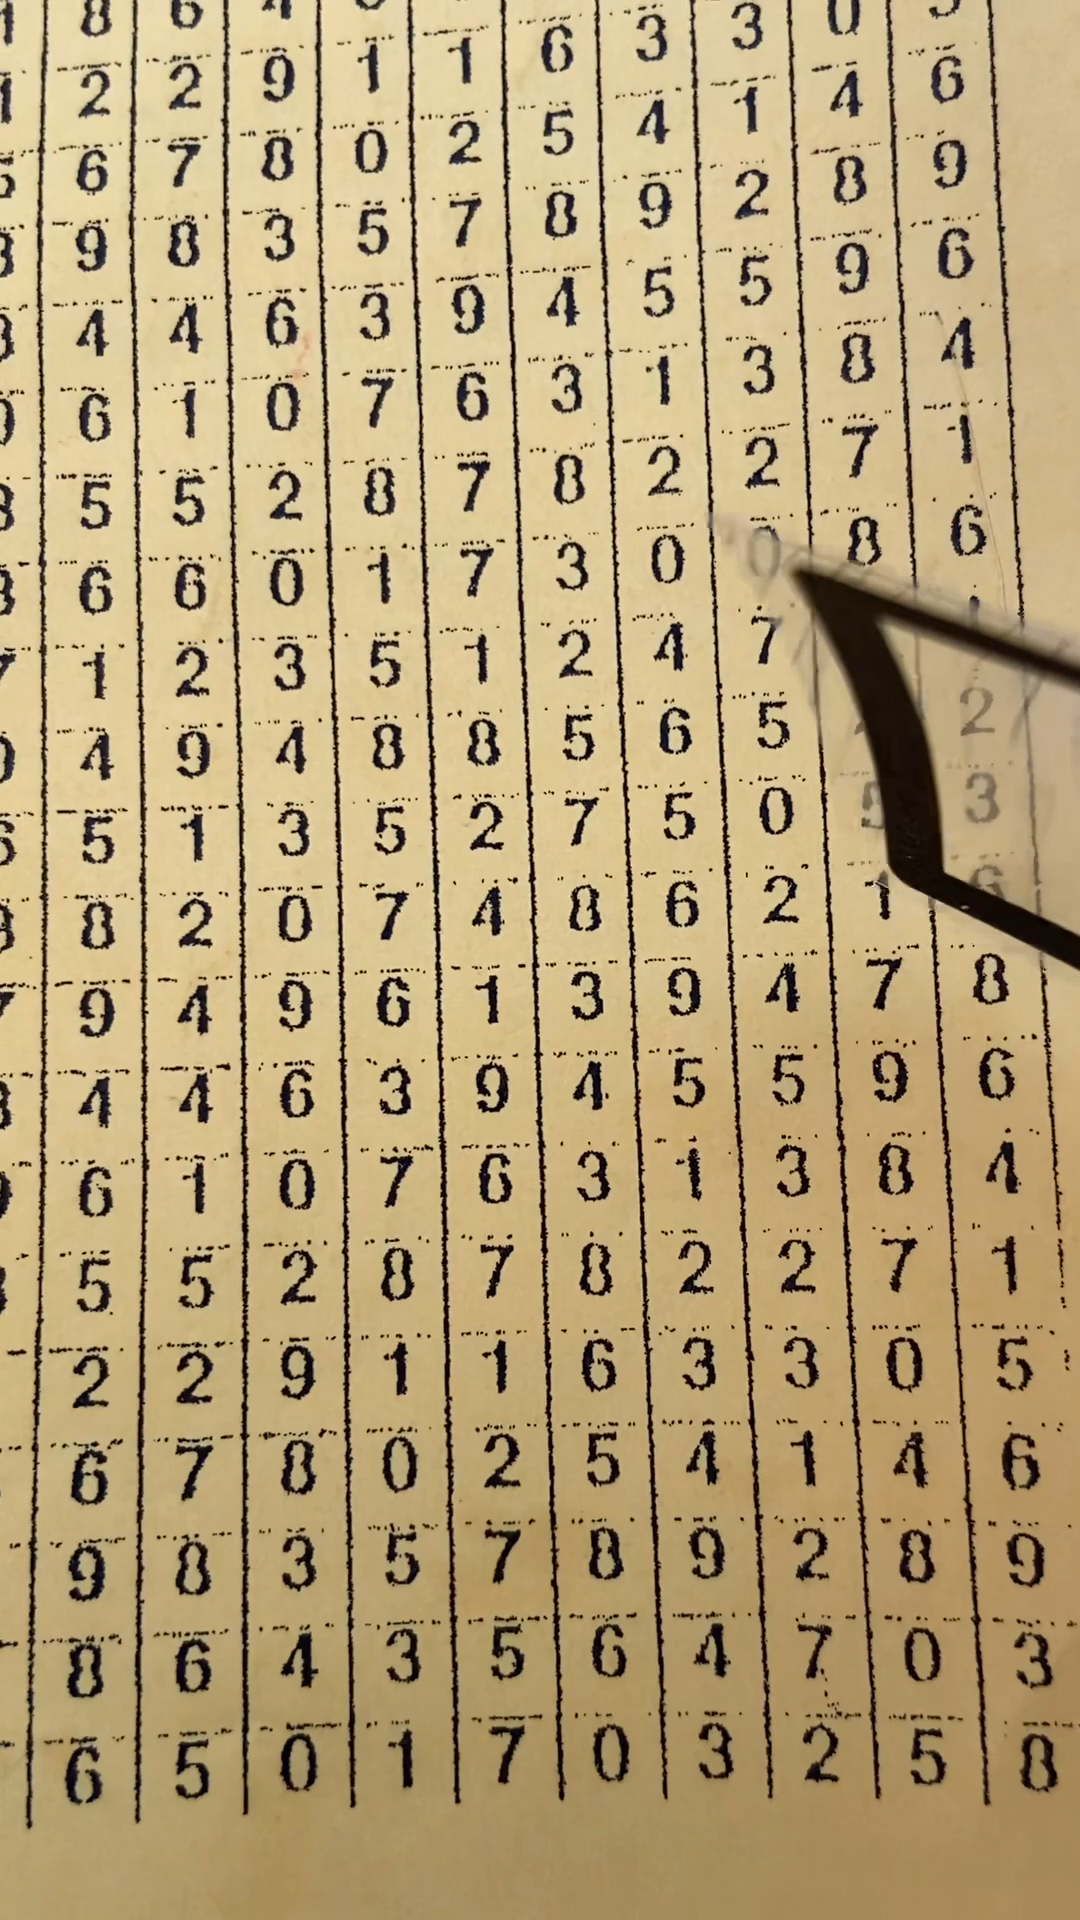 8 6 4
2 2 9 1 1 6 3 3 0 5
6 7 8 0 2 5 4 1 4 6
9 8 3 5 7 8 9 2 8 9
4 4 6 3 9 4 5 5 9 6
6 1 0 7 6 3 1 3 8 4
5 5 2 8 7 8 2 2 7 1
6 6 0 1 7 3 0 0 8 6
1 2 3 5 1 2 4 7
4 9 4 8 8 5 6 5 2
5 1 3 5 2 7 5 0 5 3
8 2 0 7 4 8 6 2 1 6
9 4 9 6 1 3 9 4 7 8
4 4 6 3 9 4 5 5 9 6
6 1 0 7 6 3 1 3 8 4
5 5 2 8 7 8 2 2 7 1
2 2 9 1 1 6 3 3 0 5
6 7 8 0 2 5 4 1 4 6
9 8 3 5 7 8 9 2 8 9
8 6 4 3 5 6 4 7 0 3
6 5 0 1 7 0 3 2 5 8